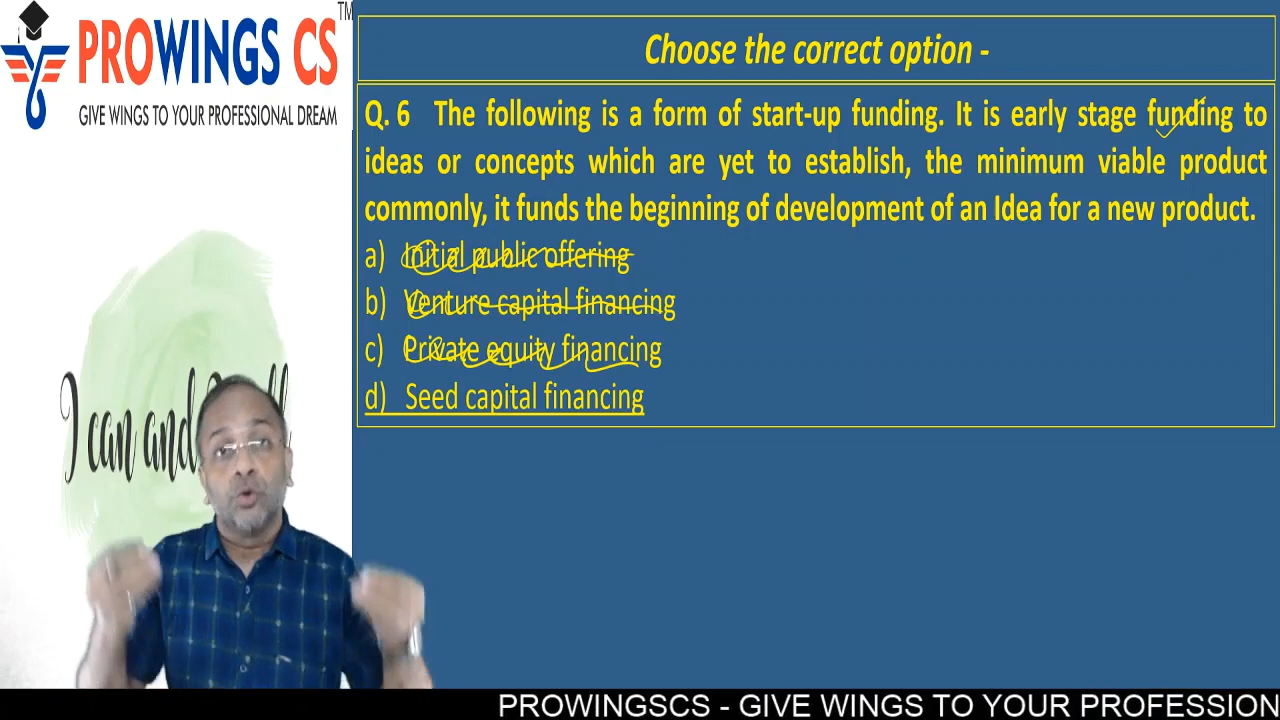 TM
PROWINGS CS
GIVE WINGS TO YOUR PROFESSIONAL DREAM
Choose the correct option -
Q. 6 The following is a form of start-up funding. It is early stage funding to
ideas or concepts which are yet to establish, the minimum viable product
commonly, it funds the beginning of development of an Idea for a new product.
a) Initial public offering
b) Venture capital financing
c) Private equity financing
d) Seed capital financing
I can and I
PROWINGSCS - GIVE WINGS TO YOUR PROFESSION